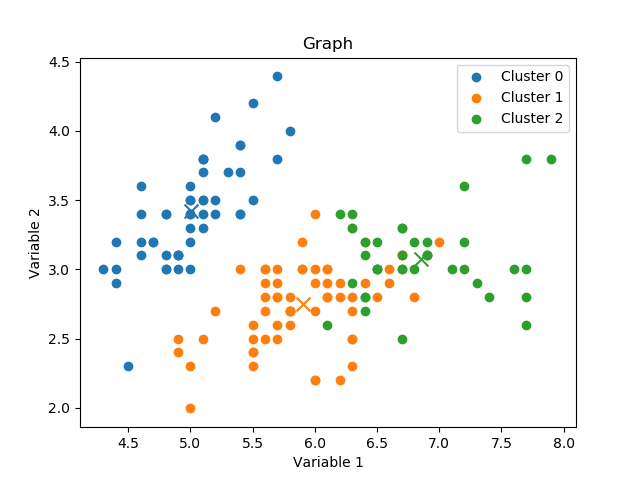 Graph
Cluster 0
Cluster 1
Cluster 2
Variable 2
4.5
4.0
3.5
3.0
2.5
2.0
4.5 5.0 5.5 6.0 6.5 7.0 7.5 8.0
Variable 1